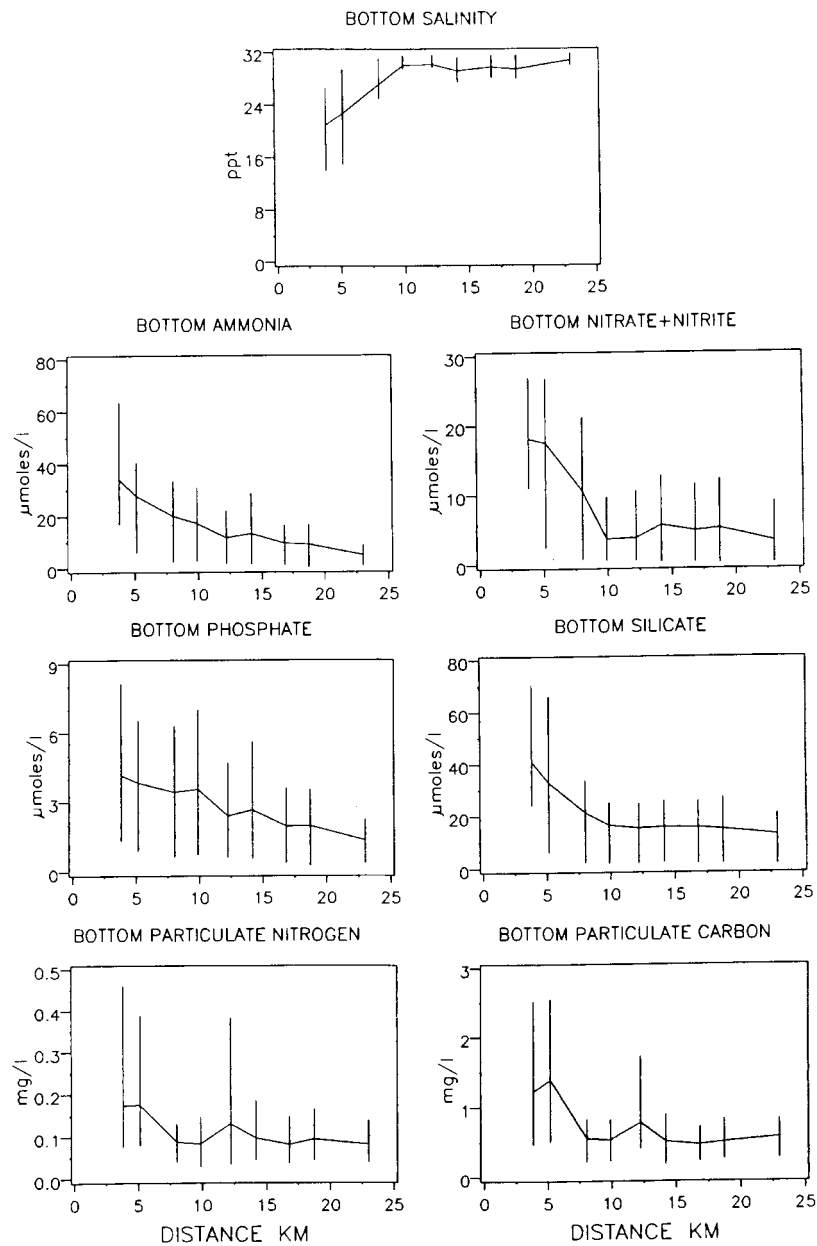 BOTTOM SALINITY
32
24
16
8
0
ppt
0 5 10 15 20 25
BOTTOM AMMONIA
80
60
40
20
0
μmoles/l
0 5 10 15 20 25
BOTTOM NITRATE+NITRITE
30
20
10
0
μmoles/l
0 5 10 15 20 25
BOTTOM PHOSPHATE
9
6
3
0
μmoles/l
0 5 10 15 20 25
BOTTOM SILICATE
80
60
40
20
0
μmoles/l
0 5 10 15 20 25
BOTTOM PARTICULATE NITROGEN
0.5
0.4
0.3
0.2
0.1
0.0
mg/l
0 5 10 15 20 25
DISTANCE KM
BOTTOM PARTICULATE CARBON
3
2
1
0
mg/l
0 5 10 15 20 25
DISTANCE KM